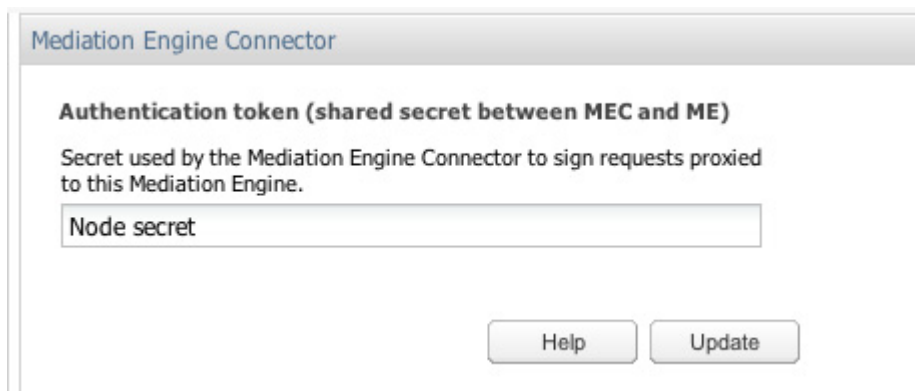 Mediation Engine Connector
Authentication token (shared secret between MEC and ME)
Secret used by the Mediation Engine Connector to sign requests proxied
to this Mediation Engine.
Node secret
Help Update